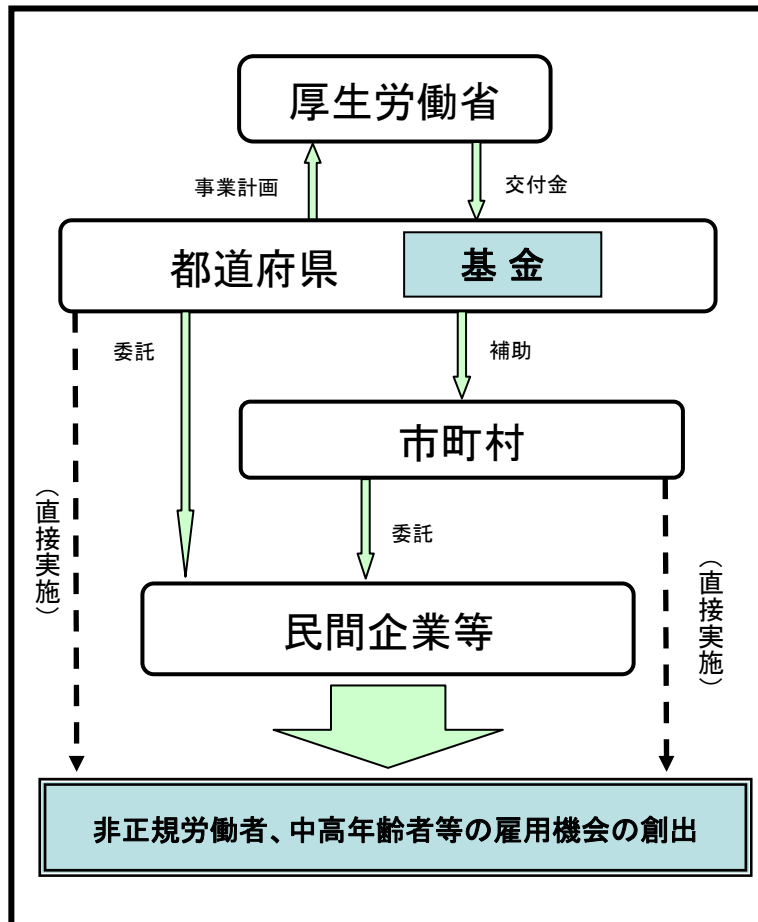 厚生労働省
事業計画
交付金
都道府県
基 金
委託
補助
市町村
(直接実施)
委託
(直接実施)
民間企業等
非正規労働者、中高年齢者等の雇用機会の創出